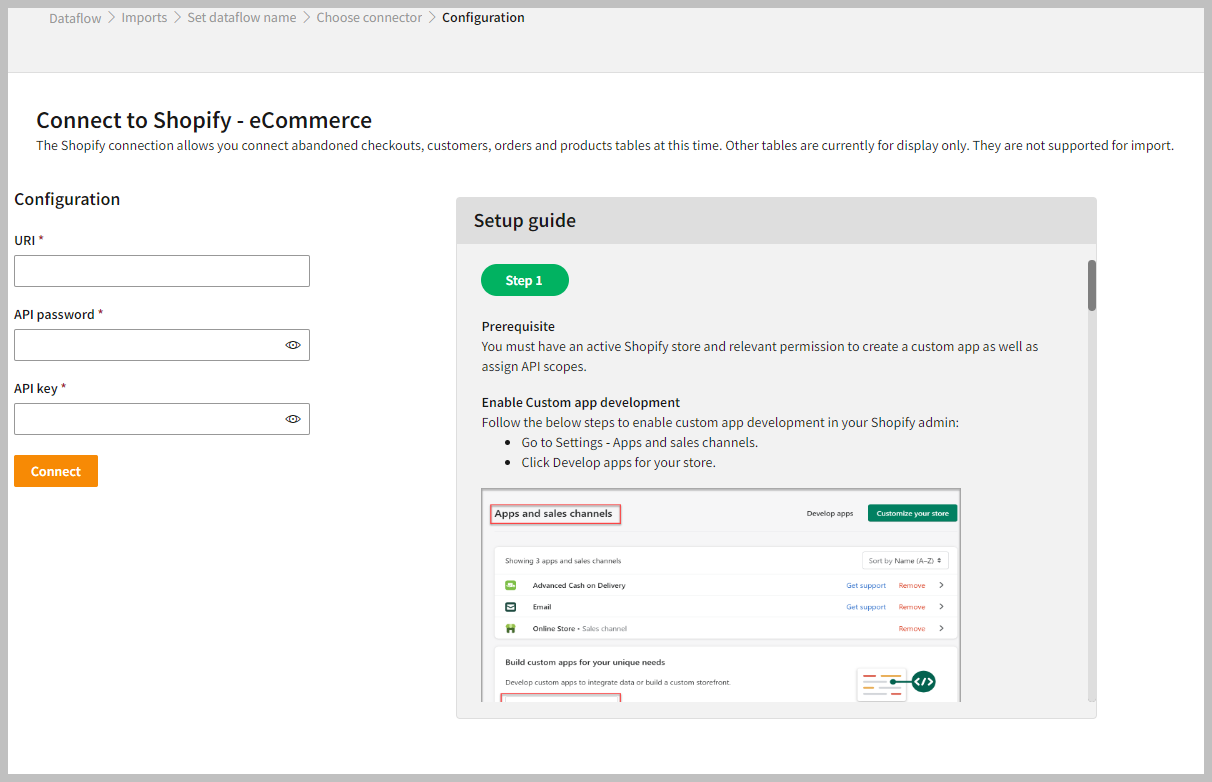 Dataflow > Imports > Set dataflow name > Choose connector > Configuration
Connect to Shopify - eCommerce
The Shopify connection allows you connect abandoned checkouts, customers, orders and products tables at this time. Other tables are currently for display only. They are not supported for import.
Configuration
URI *
API password *
API key *
Connect
Setup guide
Step 1
Prerequisite
You must have an active Shopify store and relevant permission to create a custom app as well as
assign API scopes.
Enable Custom app development
Follow the below steps to enable custom app development in your Shopify admin:
• Go to Settings - Apps and sales channels.
• Click Develop apps for your store.
Apps and sales channels Develop apps Customize your store
Showing 3 apps and sales channels Sort by Name (A–Z)
Advanced Cash on Delivery Get support Remove
Email Get support Remove
Online Store • Sales channel Remove
Build custom apps for your unique needs
Develop custom apps to integrate data or build a custom storefront.